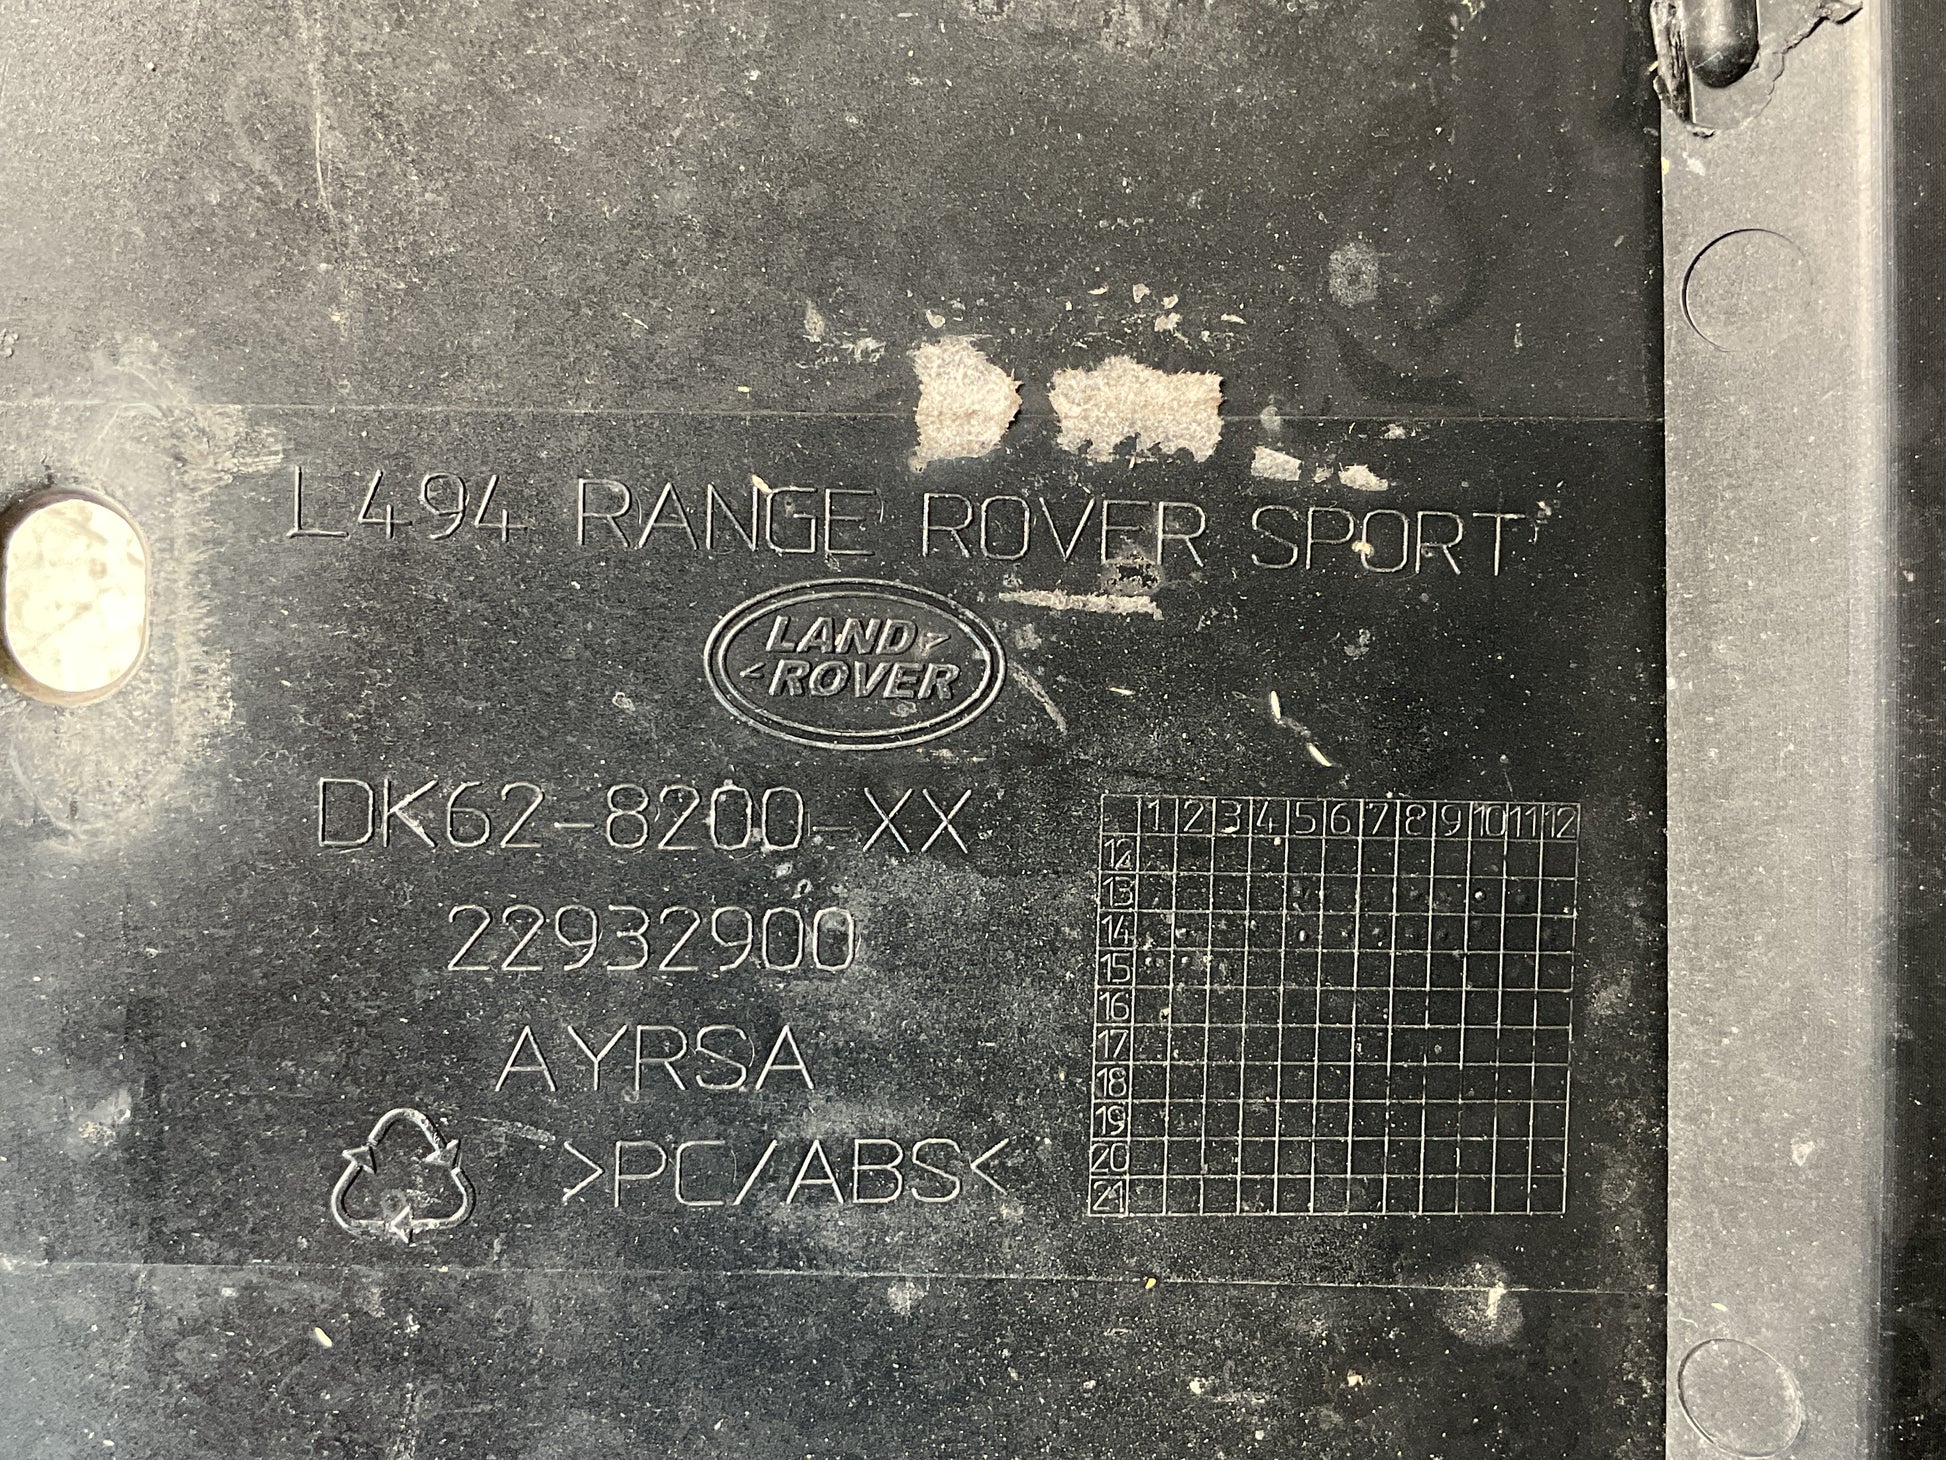 L494 RANGE ROVER SPORT
LAND
ROVER
DK62-8200-XX
22932900
AYRSA
>PC/ABS<
1 2 3 4 5 6 7 8 9 10 11 12
12
13
14
15
16
17
18
19
20
21